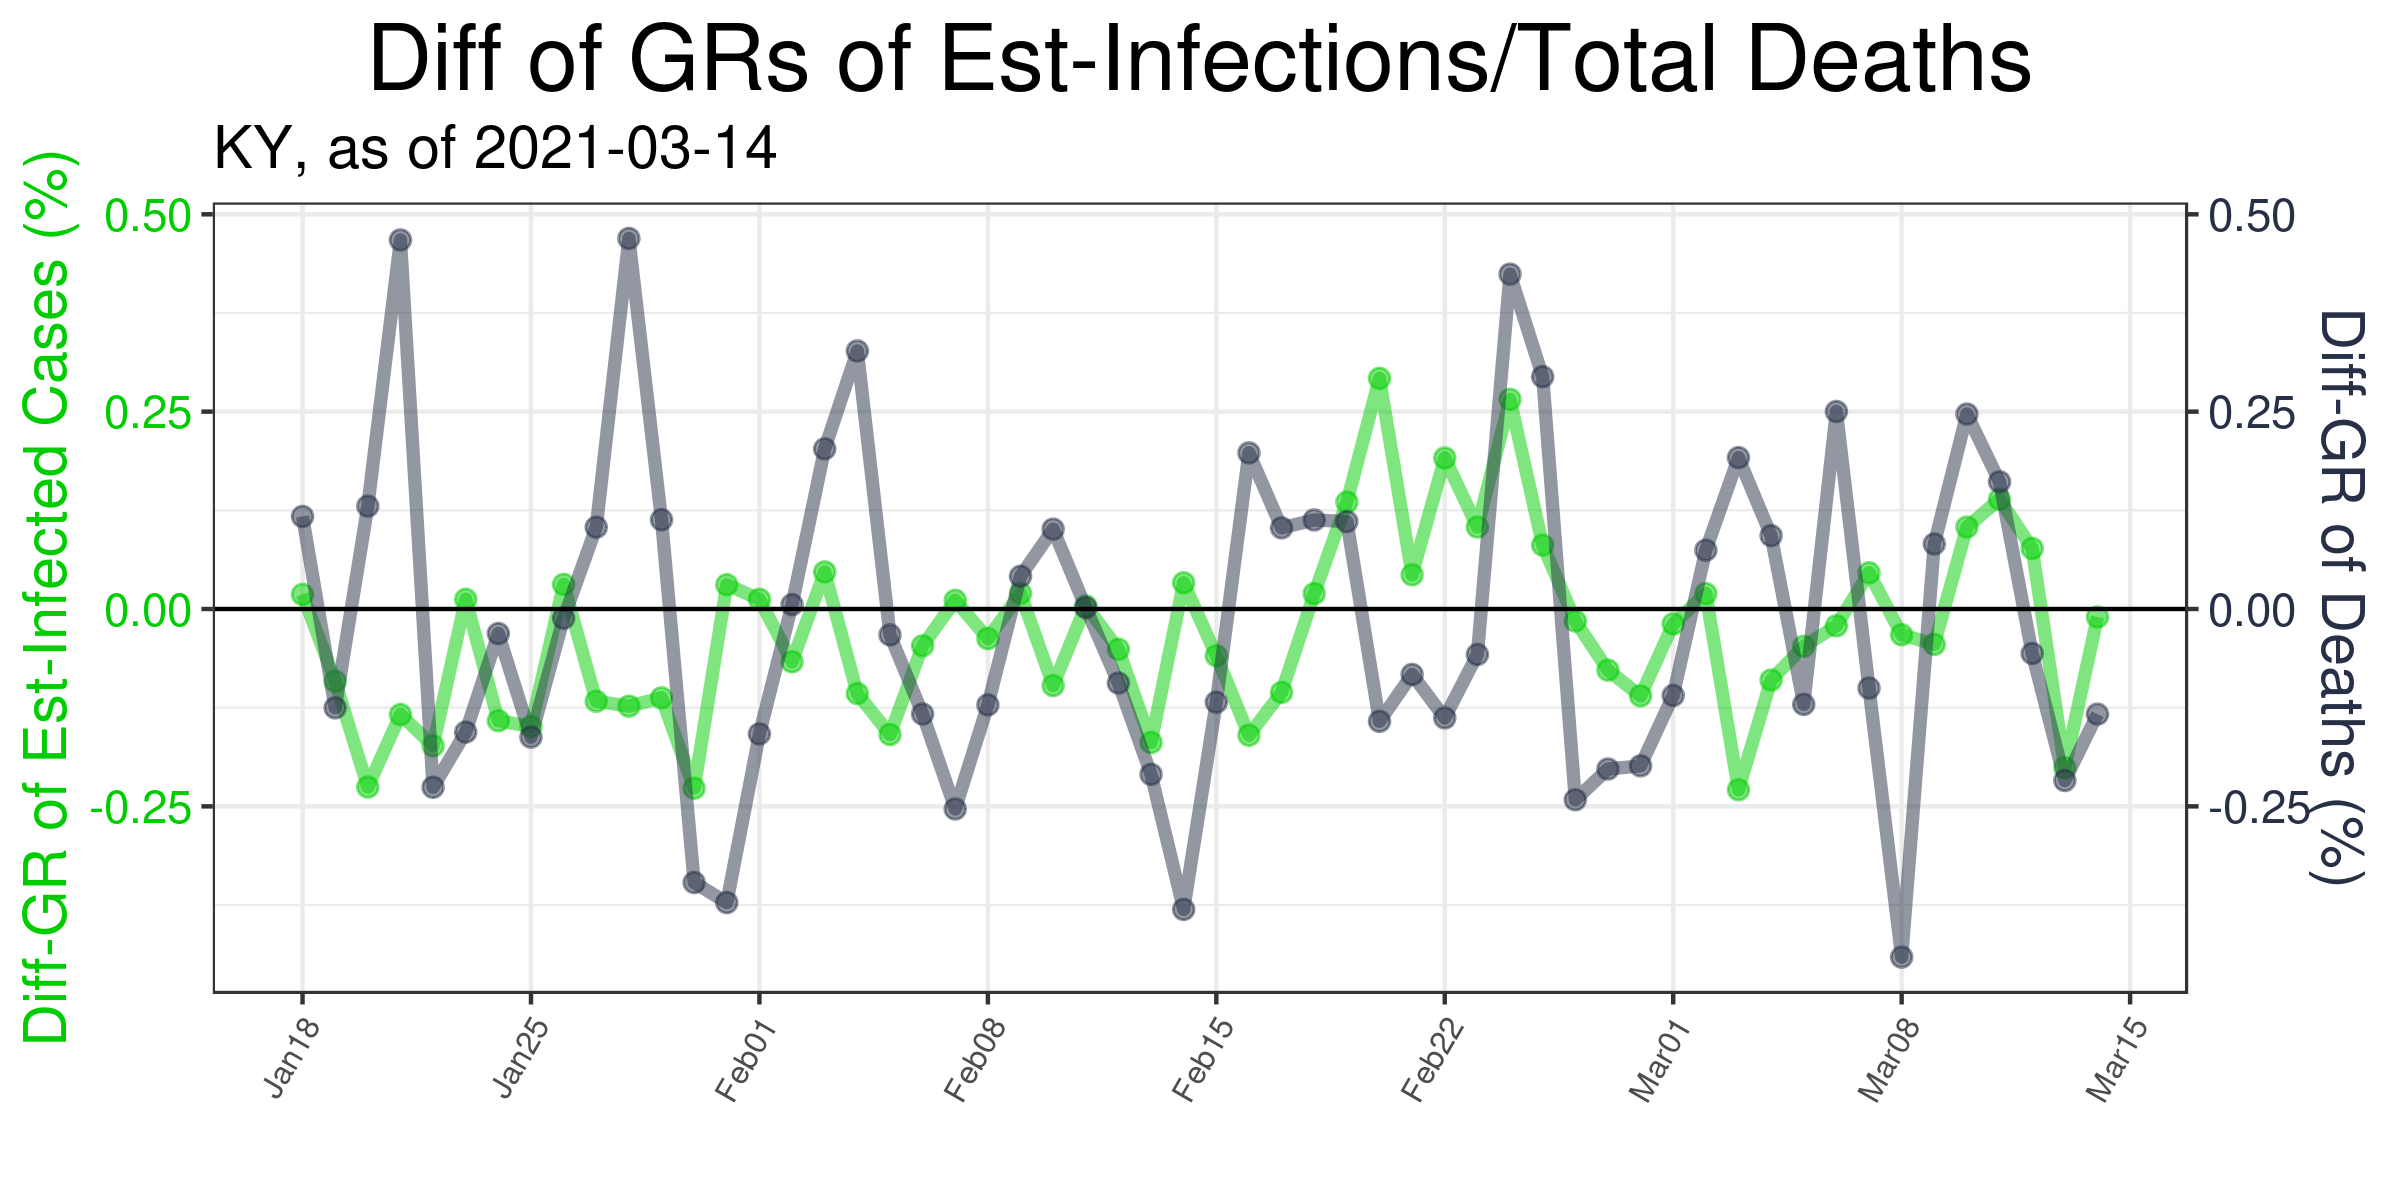 Diff of GRs of Est-Infections/Total Deaths
KY, as of 2021-03-14
Diff-GR of Est-Infected Cases (%)
0.50
0.25
0.00
-0.25
0.50
0.25
0.00
-0.25
Diff-GR of Deaths (%)
Jan18
Jan25
Feb01
Feb08
Feb15
Feb22
Mar01
Mar08
Mar15